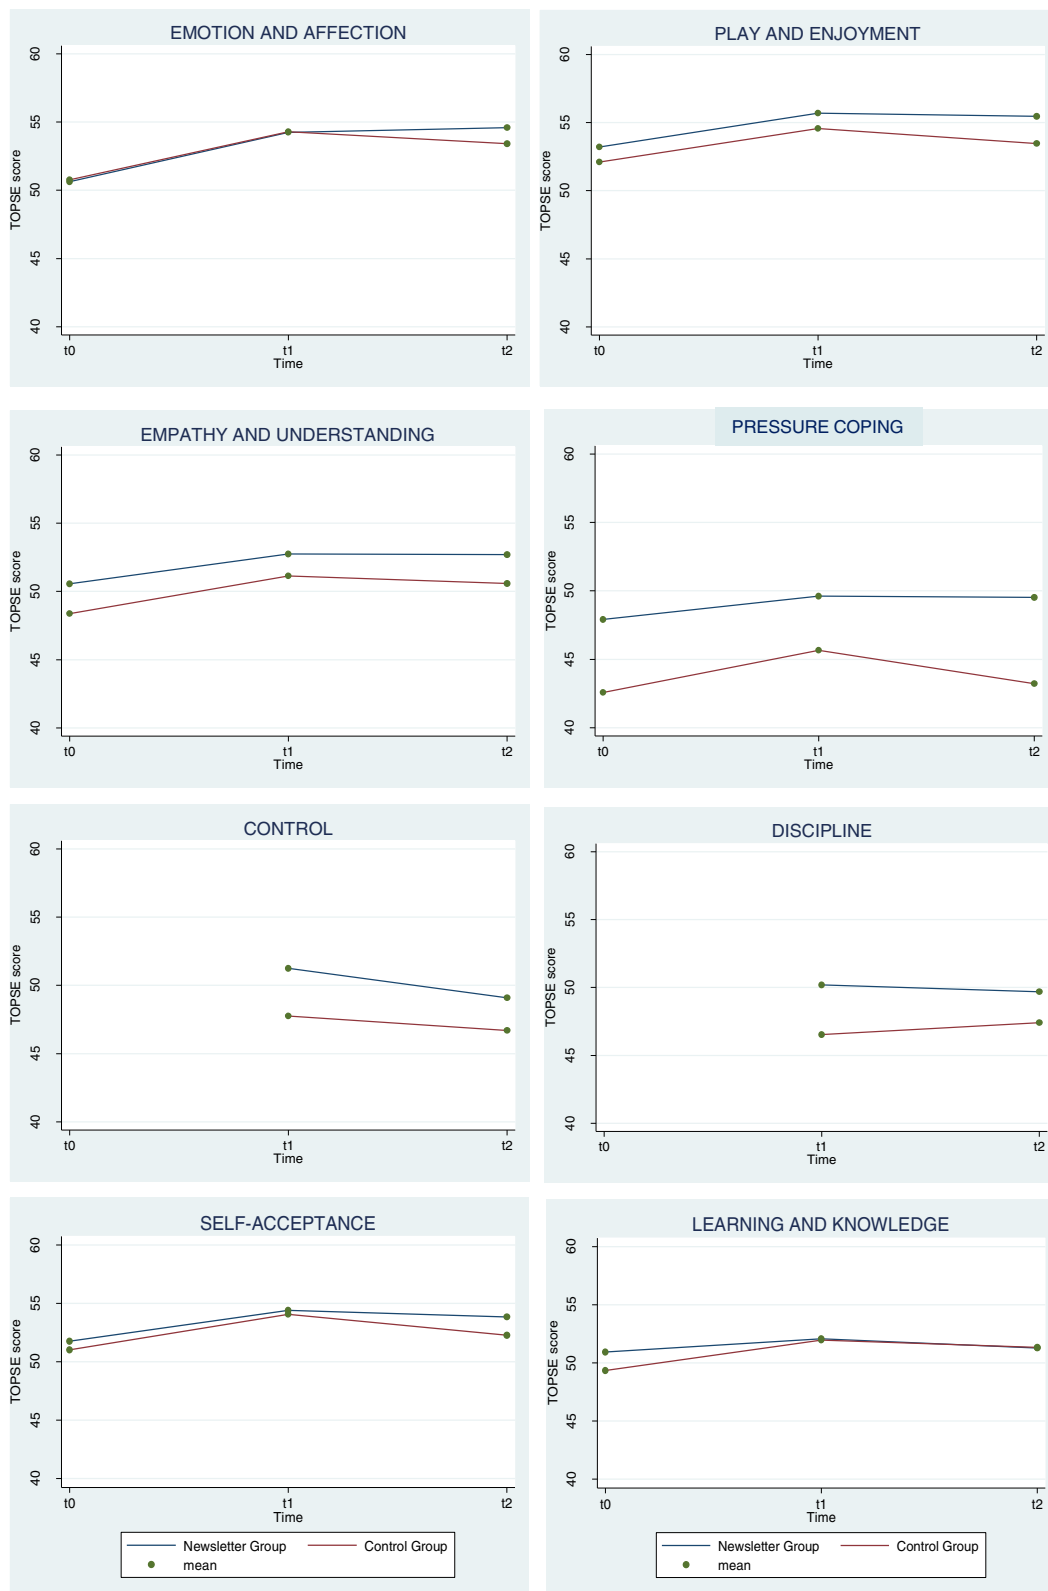 EMOTION AND AFFECTION
60
55
50
45
40
TOPSE score
t0 t1 t2
Time
PLAY AND ENJOYMENT
60
55
50
45
40
TOPSE score
t0 t1 t2
Time
EMPATHY AND UNDERSTANDING
60
55
50
45
40
TOPSE score
t0 t1 t2
Time
PRESSURE COPING
60
55
50
45
40
TOPSE score
t0 t1 t2
Time
CONTROL
60
55
50
45
40
TOPSE score
t0 t1 t2
Time
DISCIPLINE
60
55
50
45
40
TOPSE score
t0 t1 t2
Time
SELF-ACCEPTANCE
60
55
50
45
40
TOPSE score
t0 t1 t2
Time
Newsletter Group Control Group
mean
LEARNING AND KNOWLEDGE
60
55
50
45
40
TOPSE score
t0 t1 t2
Time
Newsletter Group Control Group
mean